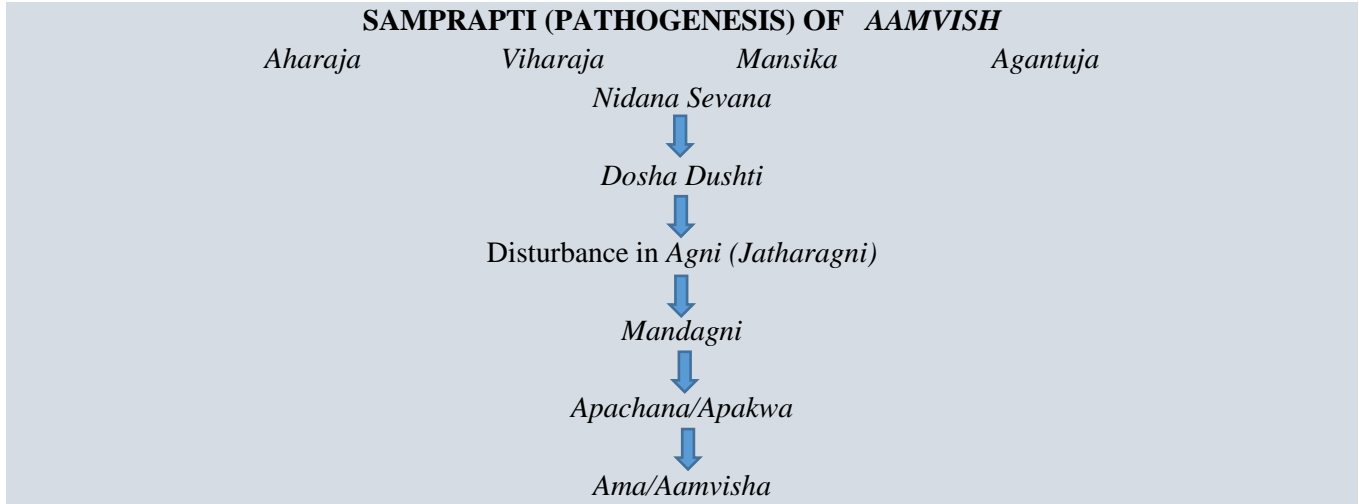 SAMPRAPTI (PATHOGENESIS) OF AAMVISH
Aharaja Viharaja Mansika Agantuja
Nidana Sevana
Dosha Dushti
Disturbance in Agni (Jatharagni)
Mandagni
Apachana/Apakwa
Ama/Aamvisha